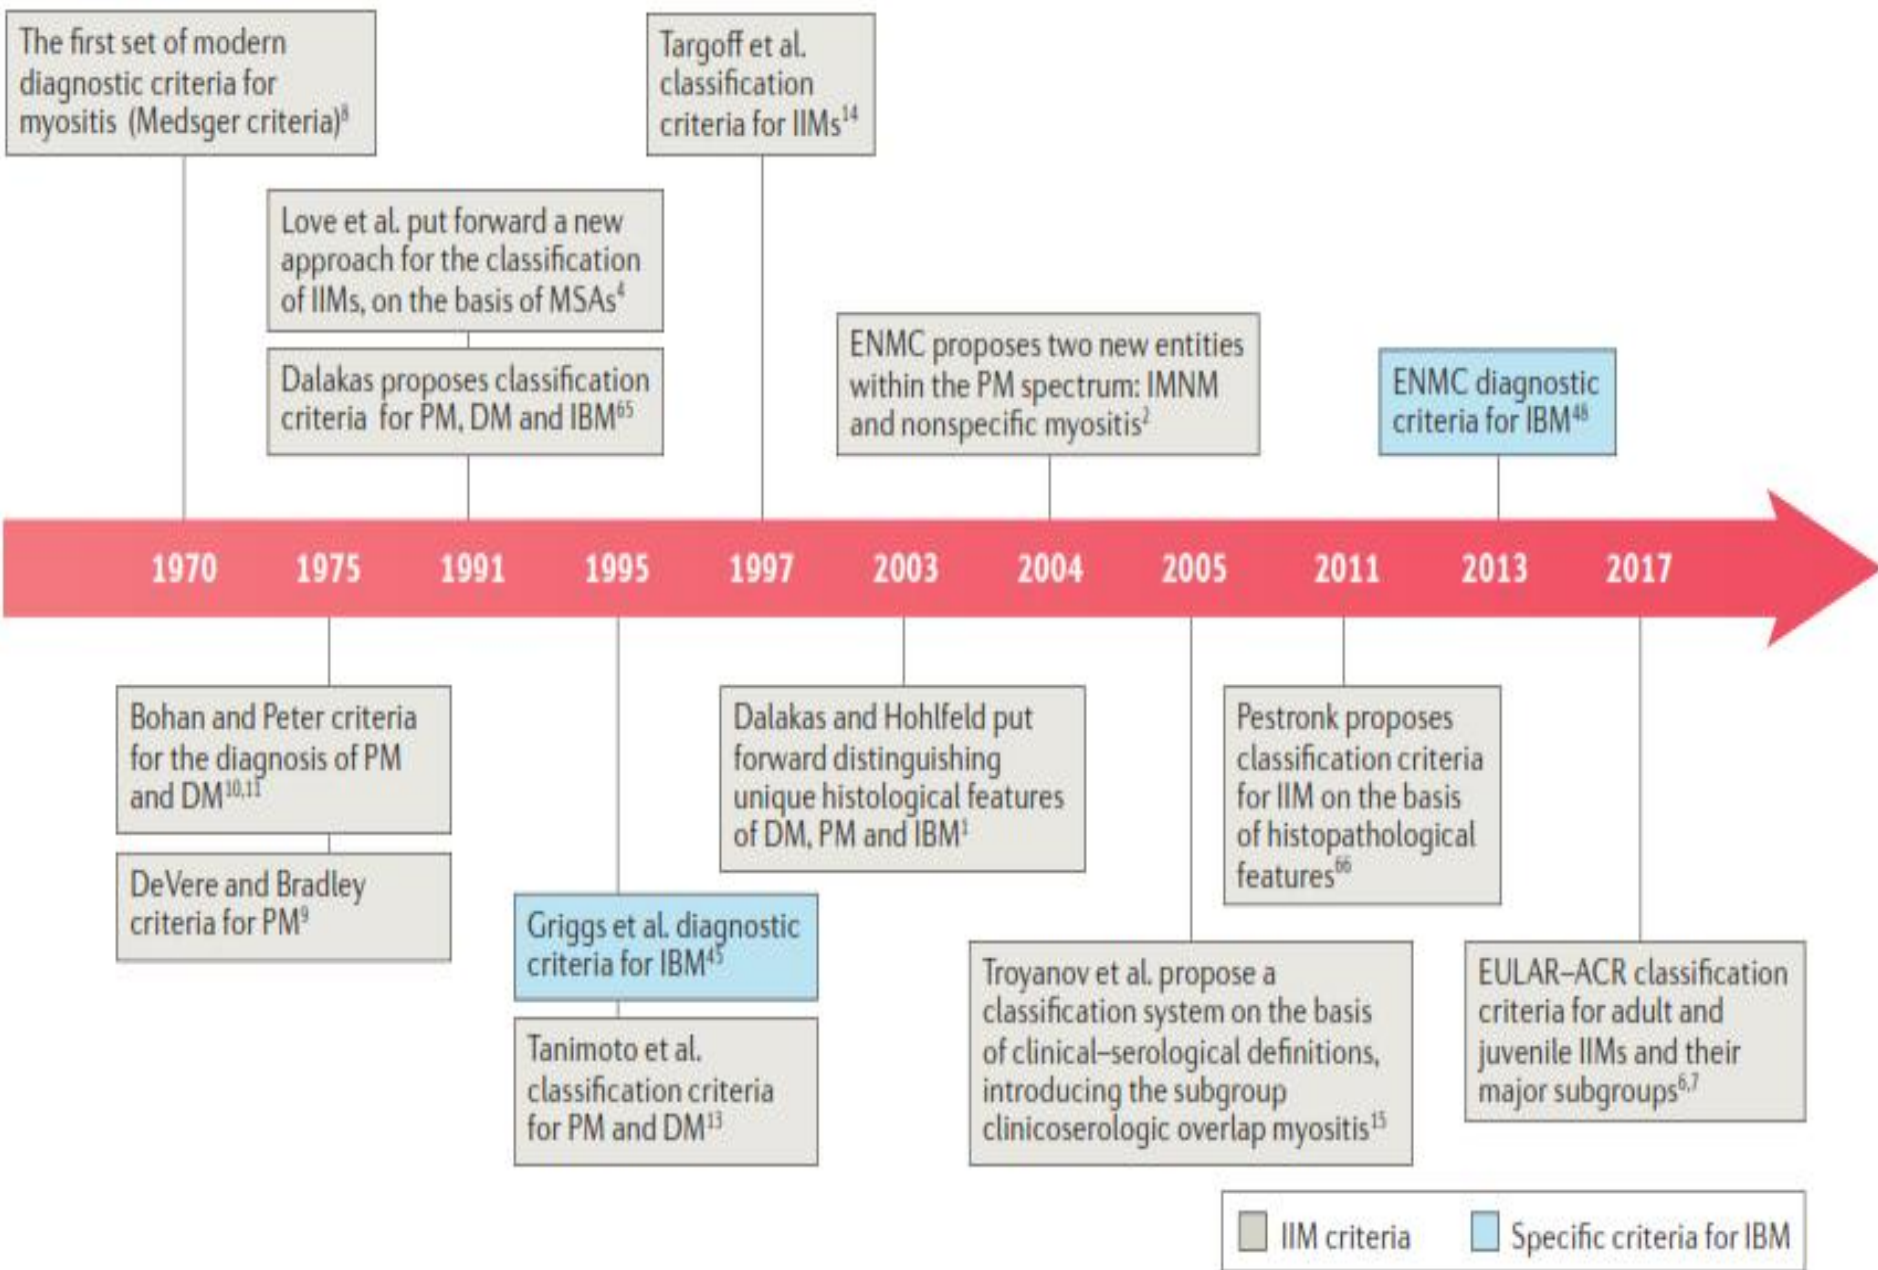 The first set of modern
diagnostic criteria for
myositis (Medsger criteria)⁸
Targoff et al.
classification
criteria for IIMs¹⁴
Love et al. put forward a new
approach for the classification
of IIMs, on the basis of MSAs⁴
Dalakas proposes classification
criteria for PM, DM and IBM⁶⁵
ENMC proposes two new entities
within the PM spectrum: IMNM
and nonspecific myositis²
ENMC diagnostic
criteria for IBM⁴⁸
1970 1975 1991 1995 1997 2003 2004 2005 2011 2013 2017
Bohan and Peter criteria
for the diagnosis of PM
and DM¹⁰,¹¹
DeVere and Bradley
criteria for PM⁹
Griggs et al. diagnostic
criteria for IBM⁴⁵
Tanimoto et al.
classification criteria
for PM and DM¹³
Dalakas and Hohlfeld put
forward distinguishing
unique histological features
of DM, PM and IBM¹
Troyanov et al. propose a
classification system on the basis
of clinical–serological definitions,
introducing the subgroup
clinicoserologic overlap myositis¹⁵
Pestronk proposes
classification criteria
for IIM on the basis
of histopathological
features⁶⁶
EULAR–ACR classification
criteria for adult and
juvenile IIMs and their
major subgroups⁶,⁷
IIM criteria
Specific criteria for IBM